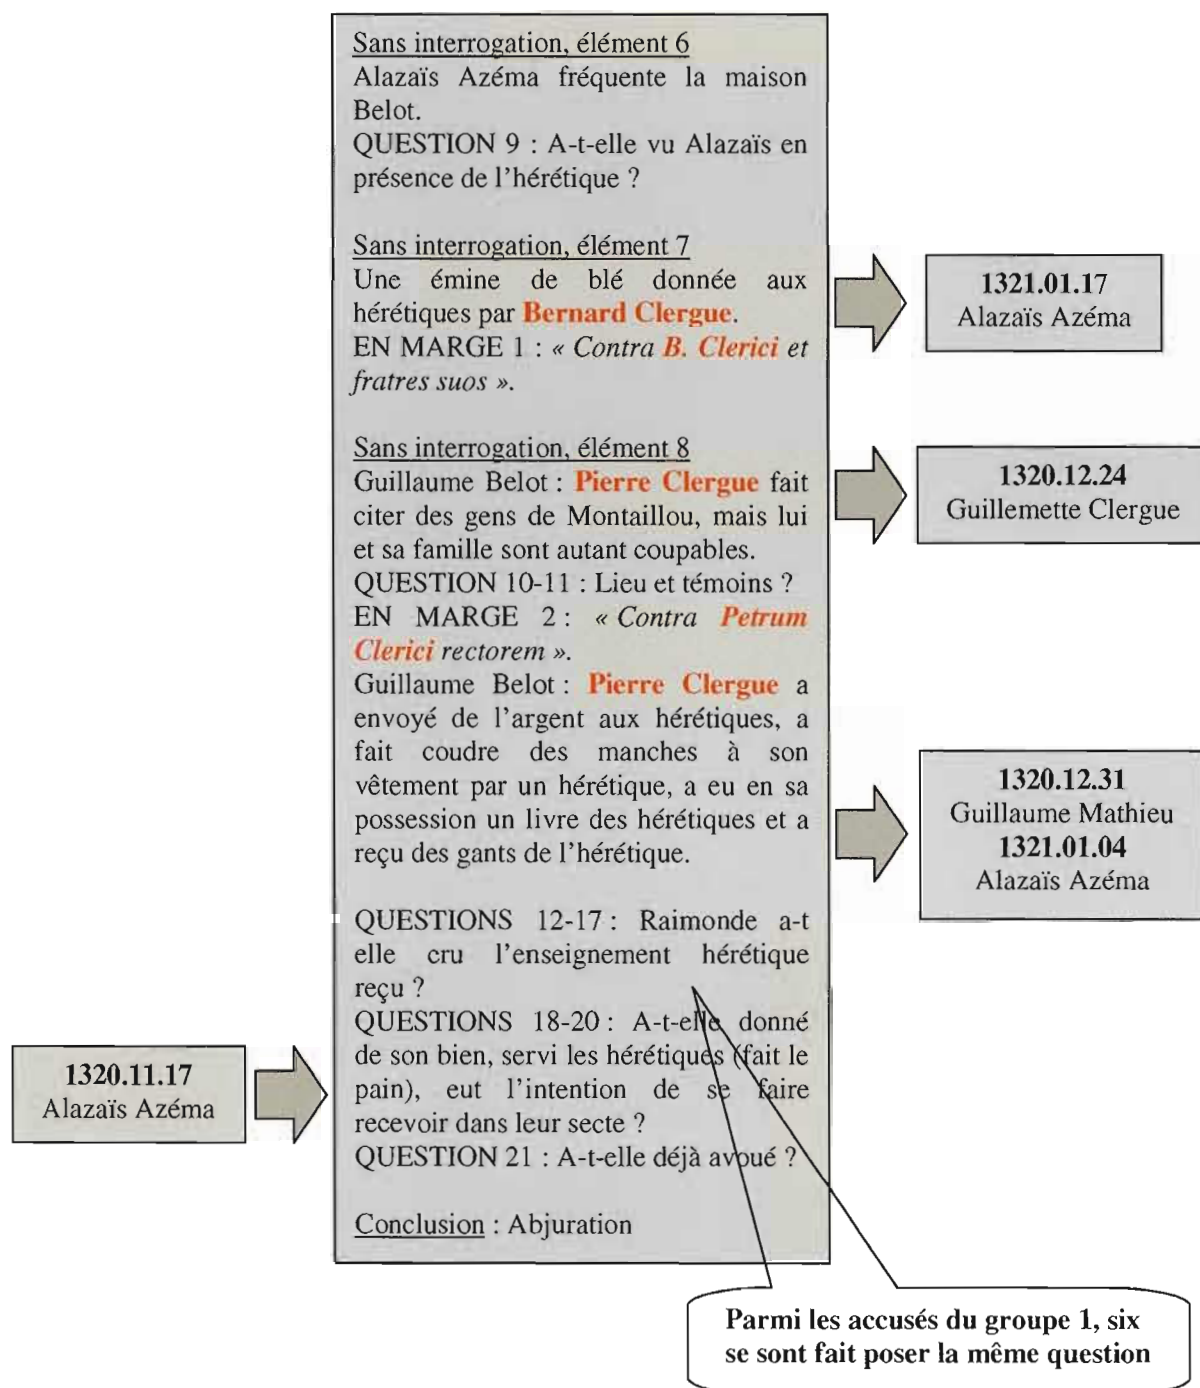 Sans interrogation, élément 6
Alazaïs Azéma fréquente la maison
Belot.
QUESTION 9 : A-t-elle vu Alazaïs en
présence de l'hérétique ?
Sans interrogation, élément 7
Une émine de blé donnée aux
hérétiques par Bernard Clergue.
EN MARGE 1 : « Contra B. Clerici et
fratres suos ».
1321.01.17
Alazaïs Azéma
Sans interrogation, élément 8
Guillaume Belot : Pierre Clergue fait
citer des gens de Montaillou, mais lui
et sa famille sont autant coupables.
QUESTION 10-11 : Lieu et témoins ?
EN MARGE 2 : « Contra Petrum
Clerici rectorem ».
1320.12.24
Guillemette Clergue
Guillaume Belot : Pierre Clergue a
envoyé de l'argent aux hérétiques, a
fait coudre des manches à son
vêtement par un hérétique, a eu en sa
possession un livre des hérétiques et a
reçu des gants de l'hérétique.
1320.12.31
Guillaume Mathieu
1321.01.04
Alazaïs Azéma
QUESTIONS 12-17 : Raimonde a-t
elle cru l'enseignement hérétique
reçu ?
QUESTIONS 18-20 : A-t-elle donné
de son bien, servi les hérétiques (fait le
pain), eut l'intention de se faire
recevoir dans leur secte ?
QUESTION 21 : A-t-elle déjà avoué ?
1320.11.17
Alazaïs Azéma
Conclusion : Abjuration
Parmi les accusés du groupe 1, six
se sont fait poser la même question